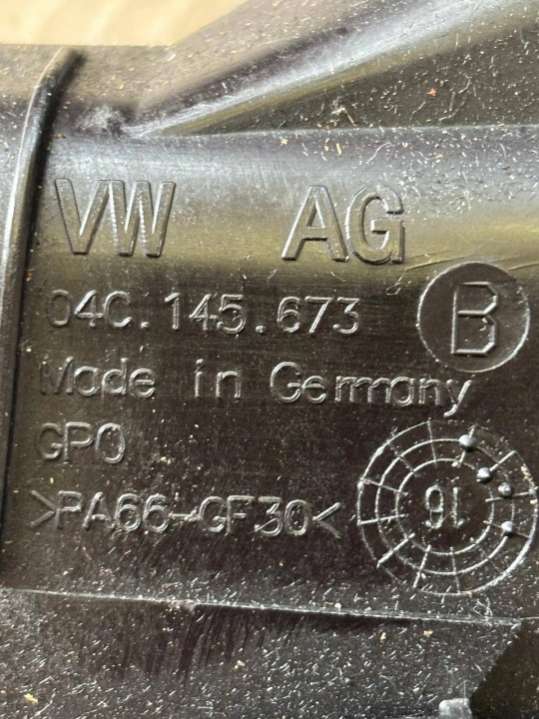 VW AG
04C.145.673 B
Made in Germany
GPO
>PA66-GF30<
16